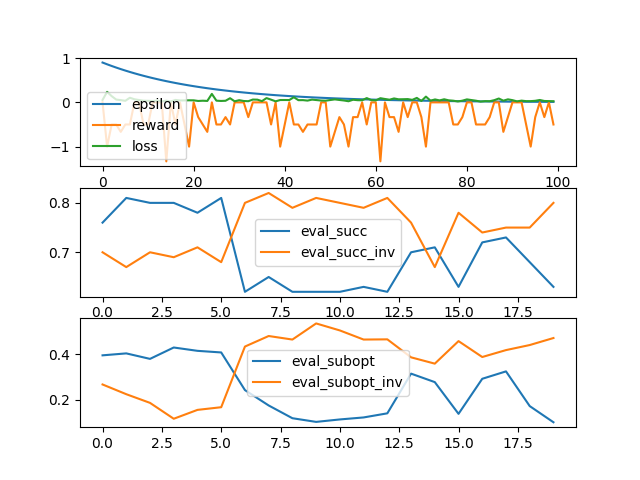 1
0
−1
epsilon
reward
loss
0 20 40 60 80 100
0.8
0.7
eval_succ
eval_succ_inv
0.0 2.5 5.0 7.5 10.0 12.5 15.0 17.5
0.4
0.2
eval_subopt
eval_subopt_inv
0.0 2.5 5.0 7.5 10.0 12.5 15.0 17.5